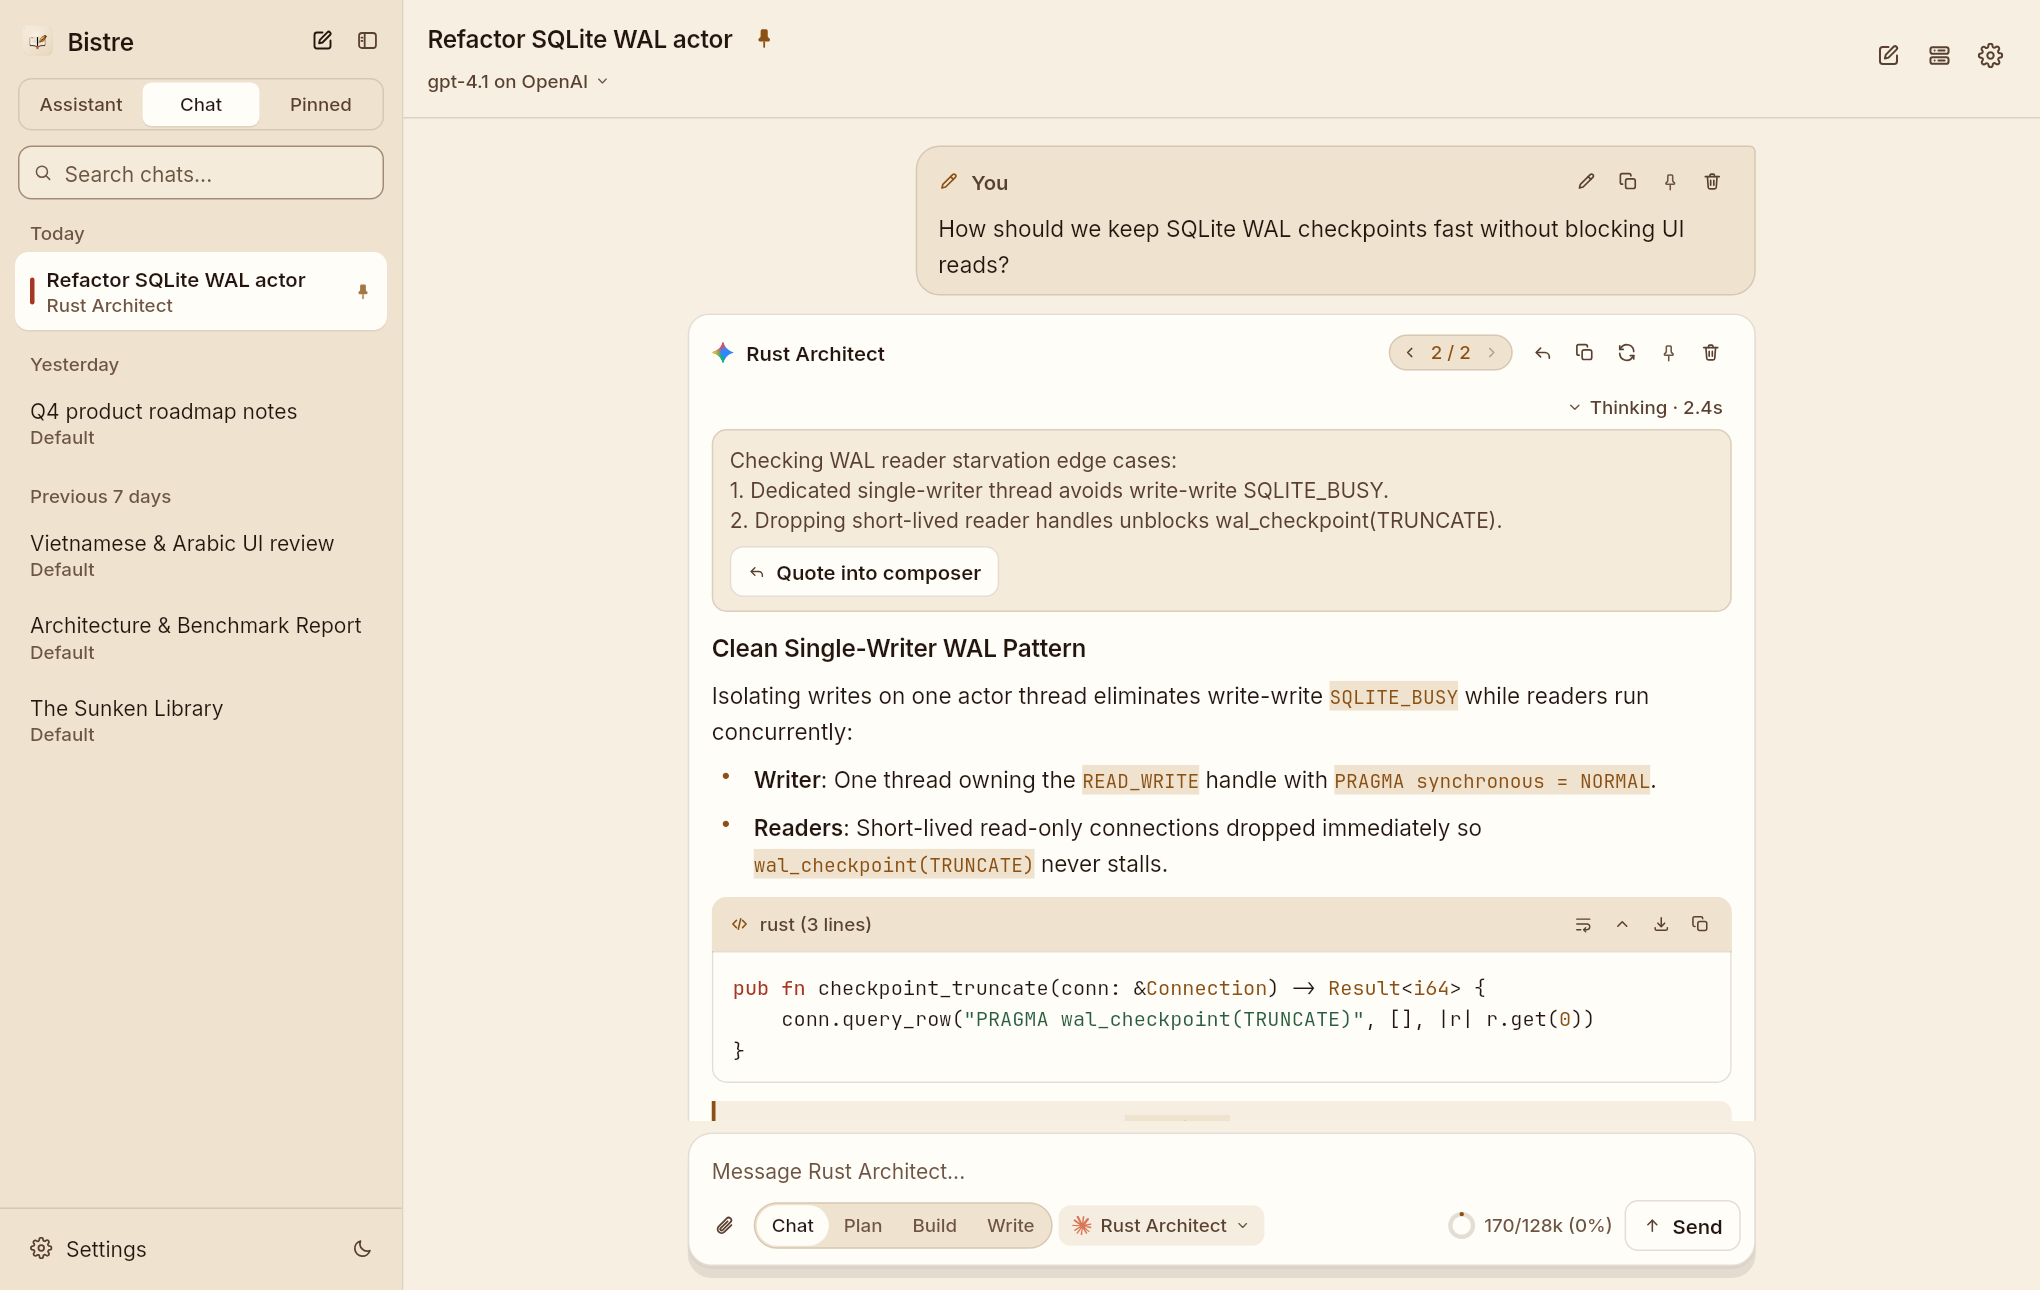 Bistre
Assistant
Chat
Pinned
Search chats...
Today
Refactor SQLite WAL actor
Rust Architect
Yesterday
Q4 product roadmap notes
Default
Previous 7 days
Vietnamese & Arabic UI review
Default
Architecture & Benchmark Report
Default
The Sunken Library
Default
Settings
Refactor SQLite WAL actor
gpt-4.1 on OpenAI
You
How should we keep SQLite WAL checkpoints fast without blocking UI
reads?
Rust Architect
2 / 2
Thinking · 2.4s
Checking WAL reader starvation edge cases:
1. Dedicated single-writer thread avoids write-write SQLITE_BUSY.
2. Dropping short-lived reader handles unblocks wal_checkpoint(TRUNCATE).
Quote into composer
Clean Single-Writer WAL Pattern
Isolating writes on one actor thread eliminates write-write SQLITE_BUSY while readers run
concurrently:
• Writer: One thread owning the READ_WRITE handle with PRAGMA synchronous = NORMAL.
• Readers: Short-lived read-only connections dropped immediately so
wal_checkpoint(TRUNCATE) never stalls.
rust (3 lines)
pub fn checkpoint_truncate(conn: &Connection) -> Result<i64> {
    conn.query_row("PRAGMA wal_checkpoint(TRUNCATE)", [], |r| r.get(0))
}
Message Rust Architect...
Chat
Plan
Build
Write
Rust Architect
170/128k (0%)
Send